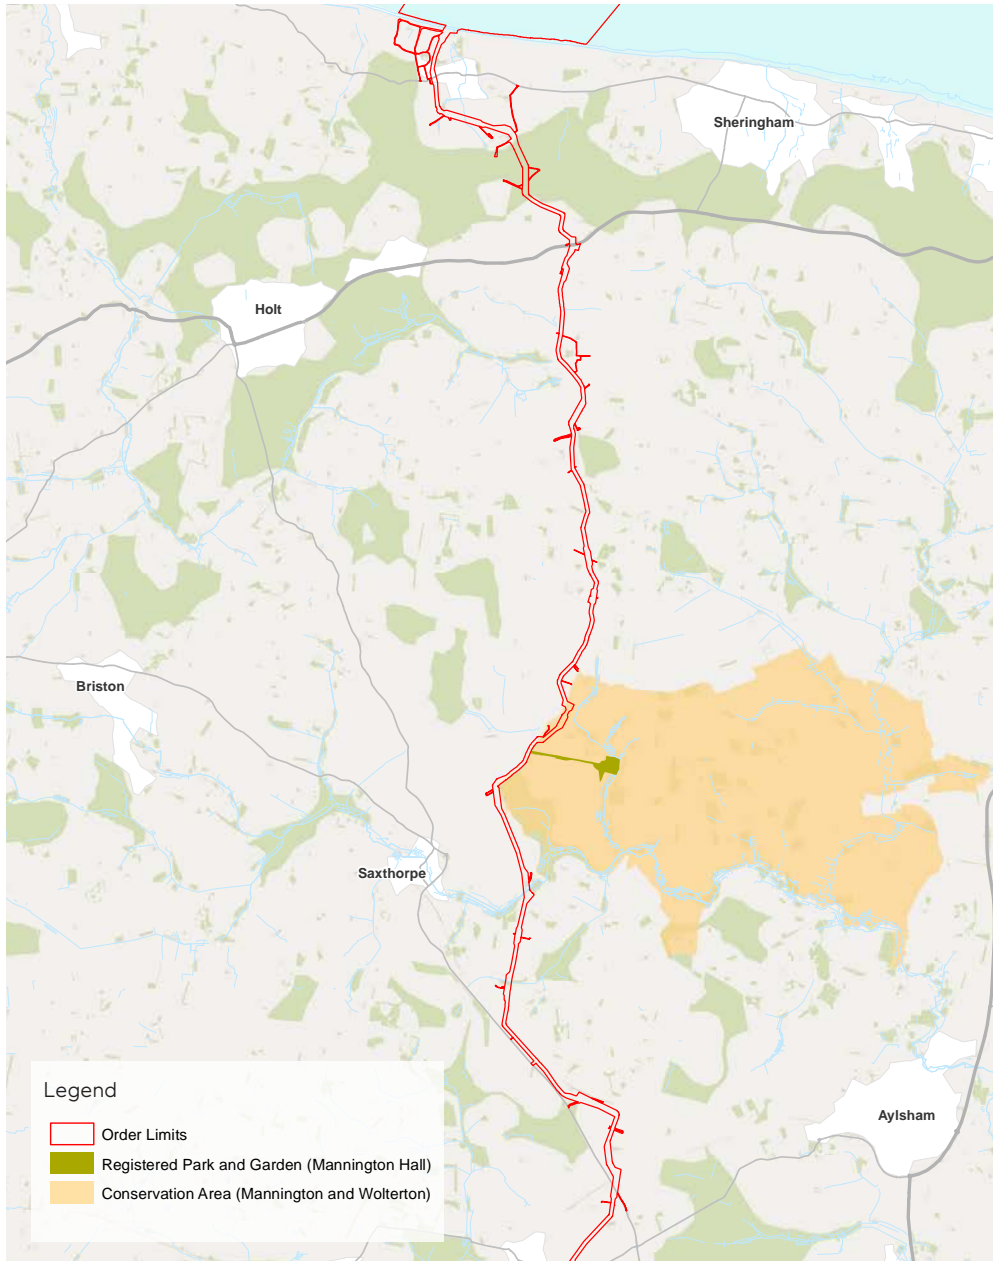 Sheringham
Holt
Briston
Saxthorpe
Aylsham
Legend
Order Limits
Registered Park and Garden (Mannington Hall)
Conservation Area (Mannington and Wolterton)